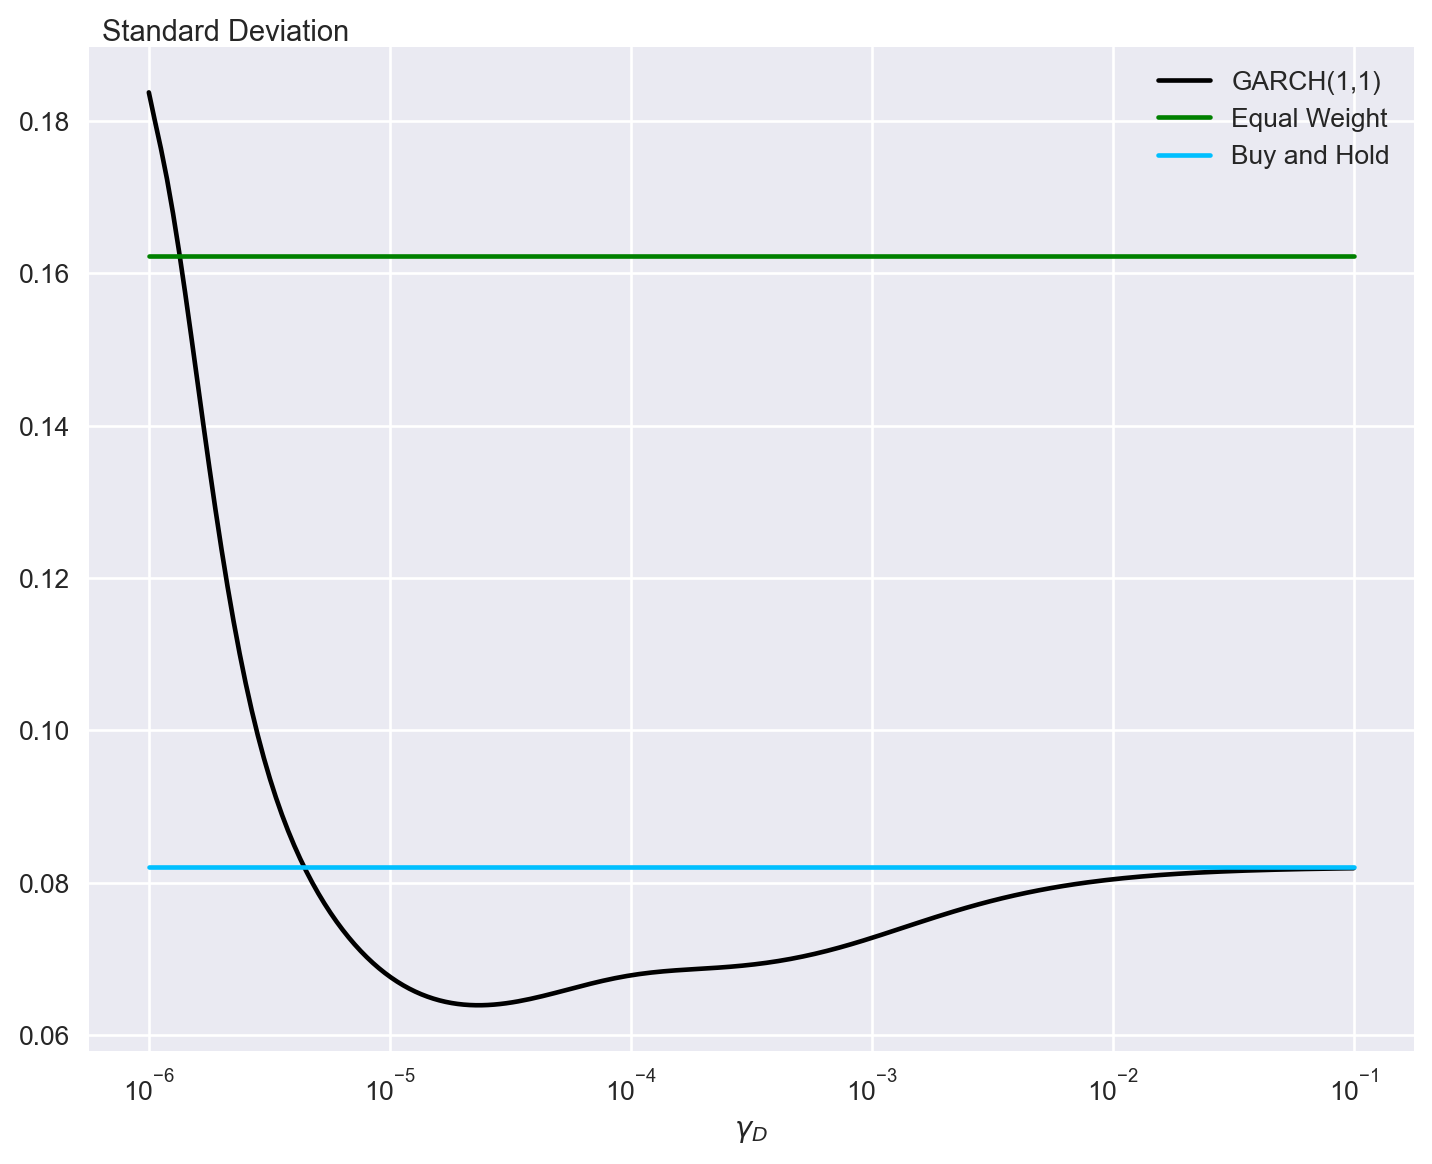 Standard Deviation
GARCH(1,1)
Equal Weight
Buy and Hold
0.18
0.16
0.14
0.12
0.10
0.08
0.06
10⁻⁶ 10⁻⁵ 10⁻⁴ 10⁻³ 10⁻² 10⁻¹
γ_D